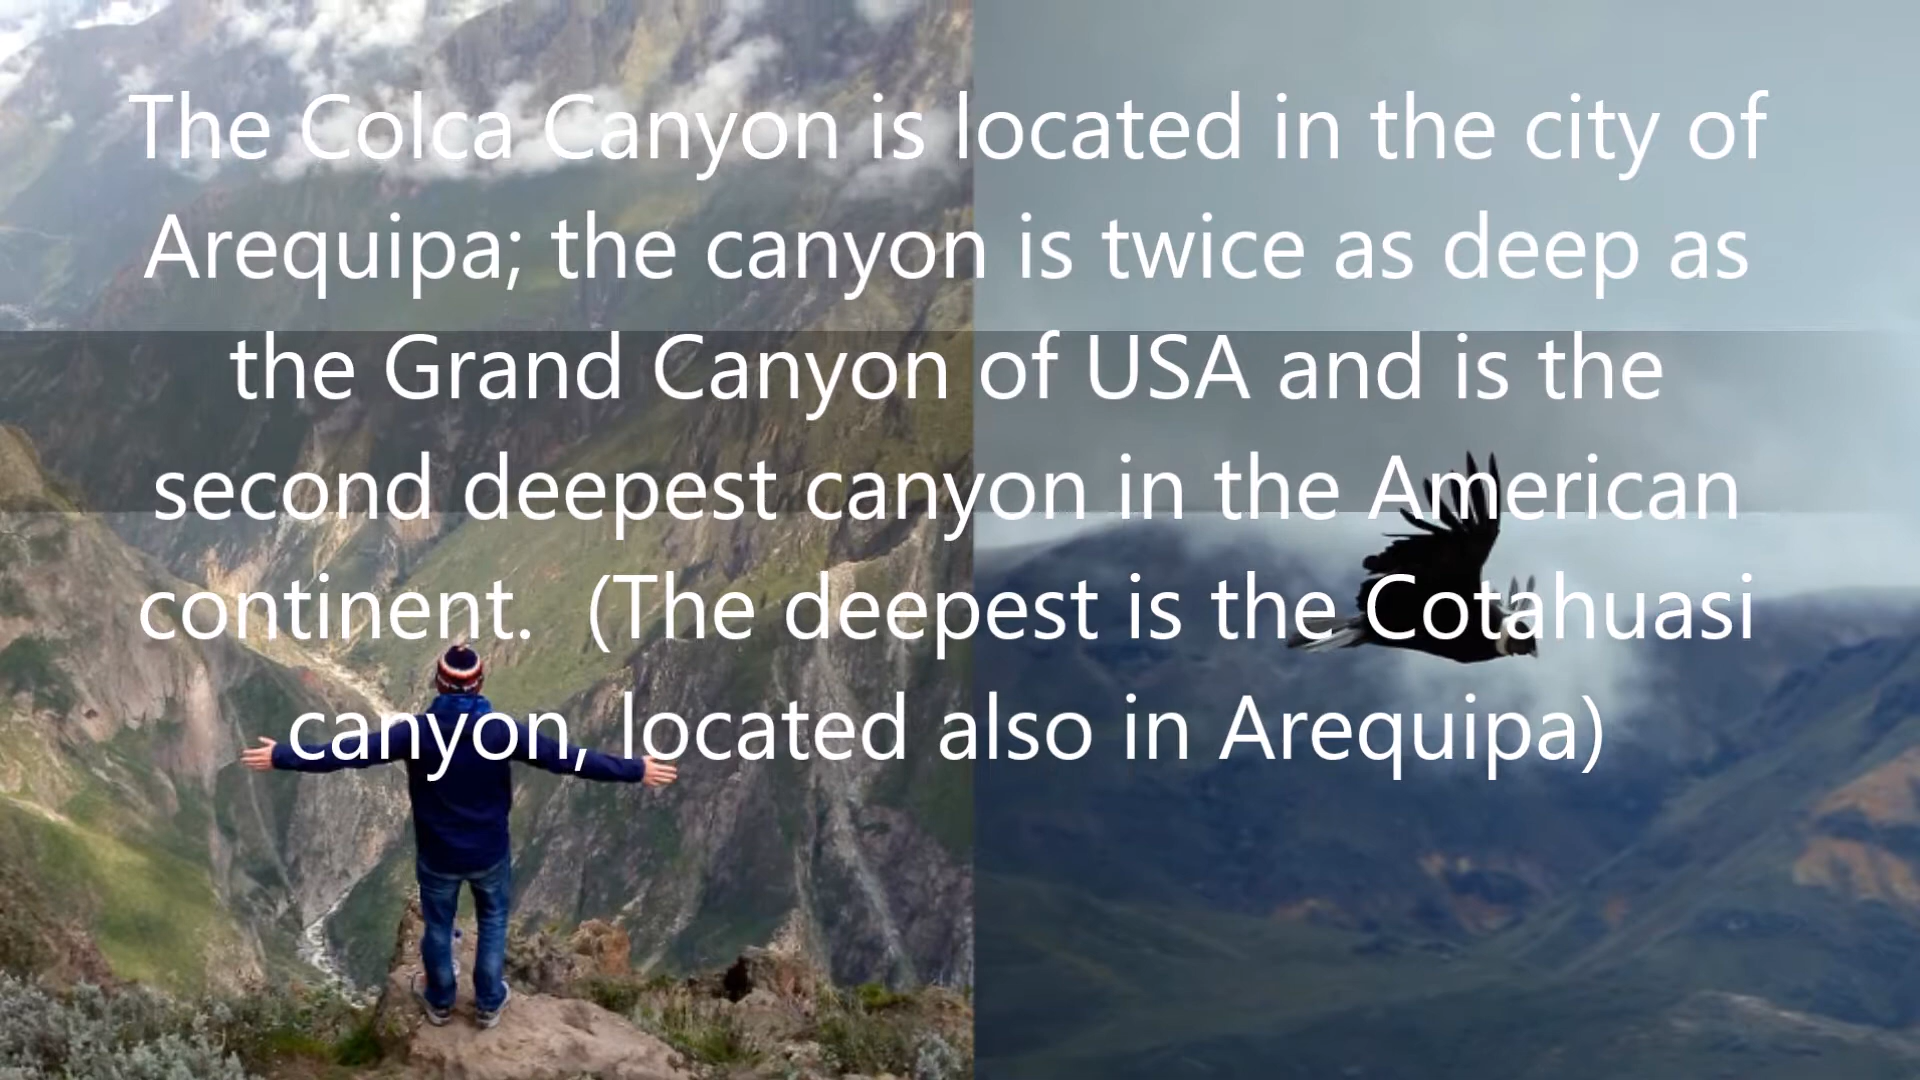 The Colca Canyon is located in the city of
Arequipa; the canyon is twice as deep as
the Grand Canyon of USA and is the
second deepest canyon in the American
continent.  (The deepest is the Cotahuasi
canyon, located also in Arequipa)